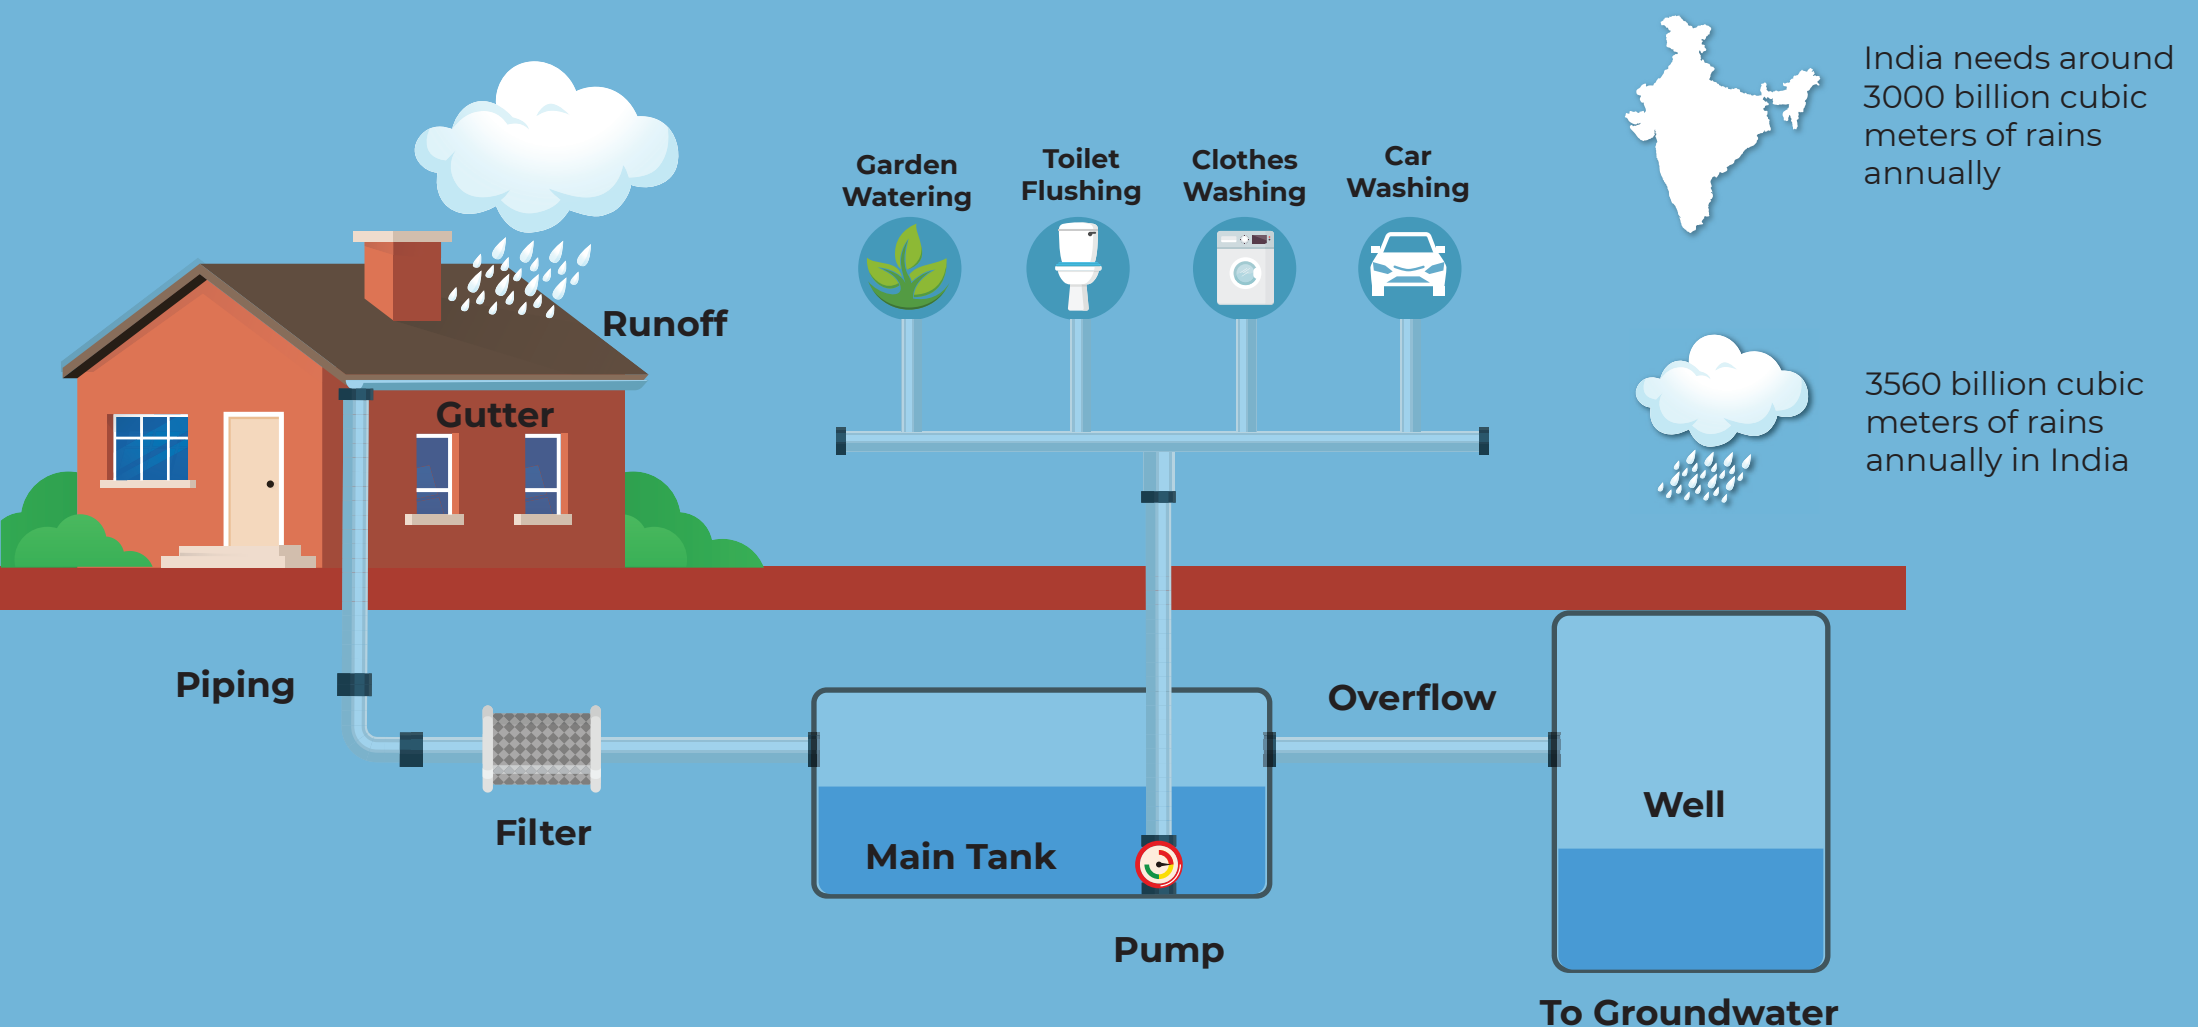 India needs around
3000 billion cubic
meters of rains
annually
Garden
Watering
Toilet
Flushing
Clothes
Washing
Car
Washing
Runoff
Gutter
3560 billion cubic
meters of rains
annually in India
Piping
Filter
Main Tank
Pump
Overflow
Well
To Groundwater